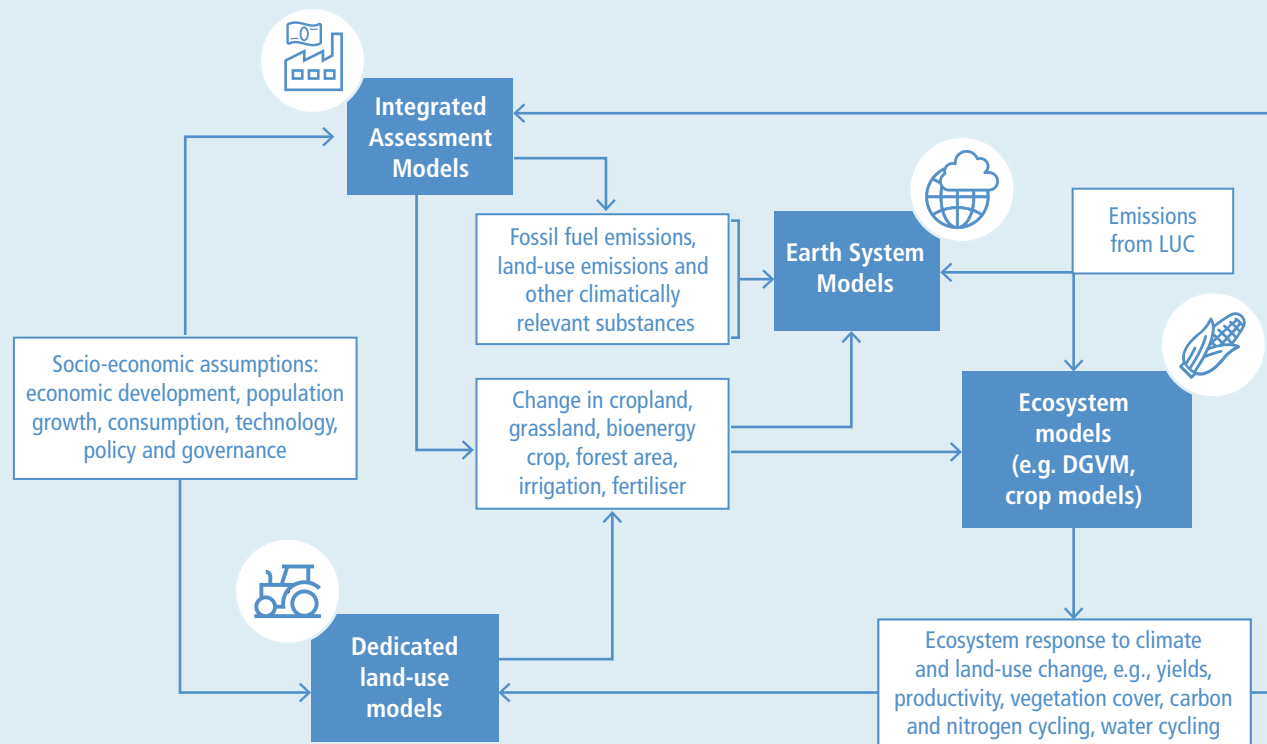 Integrated
Assessment
Models
Fossil fuel emissions,
land-use emissions and
other climatically
relevant substances
Earth System
Models
Emissions
from LUC
Socio-economic assumptions:
economic development, population
growth, consumption, technology,
policy and governance
Change in cropland,
grassland, bioenergy
crop, forest area,
irrigation, fertiliser
Ecosystem
models
(e.g. DGVM,
crop models)
Dedicated
land-use
models
Ecosystem response to climate
and land-use change, e.g., yields,
productivity, vegetation cover, carbon
and nitrogen cycling, water cycling